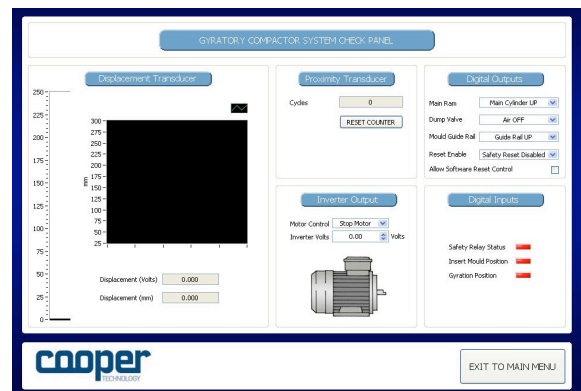 GYRATORY COMPACTOR SYSTEM CHECK PANEL
Displacement Transducer
250
225
200
175
150
125
100
75
50
25
0
300
275
250
225
200
175
150
125
100
75
50
25
mm
Displacement (Volts) 0.000
Displacement (mm) 0.000
Proximity Transducer
Cycles 0
RESET COUNTER
Inverter Output
Motor Control Stop Motor
Inverter Volts 0.00 Volts
Digital Outputs
Main Ram Main Cylinder UP
Dump Valve Air OFF
Mould Guide Rail Guide Rail UP
Reset Enable Safety Reset Disabled
Allow Software Reset Control
Digital Inputs
Safety Relay Status
Insert Mould Position
Gyration Position
cooper
TECHNOLOGY
EXIT TO MAIN MENU